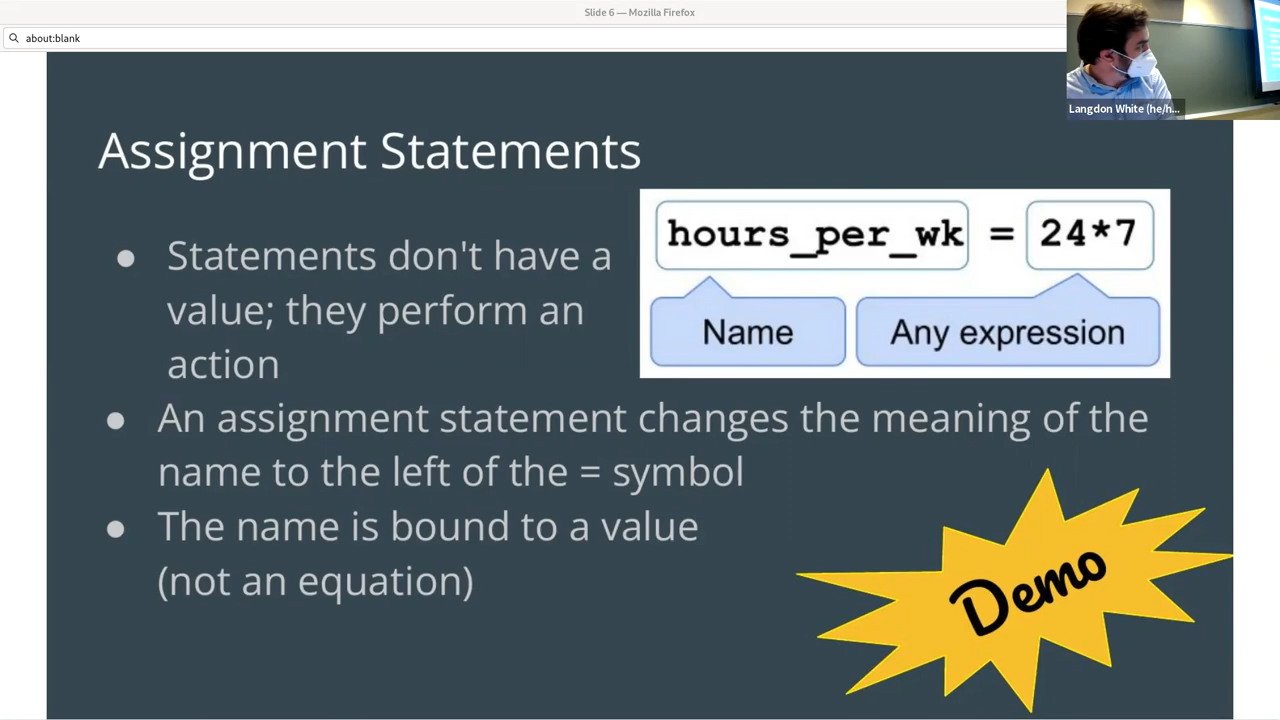 Slide 6 — Mozilla Firefox
about:blank
Langdon White (he/h...
Assignment Statements
hours_per_wk = 24*7
Name
Any expression
● Statements don't have a
value; they perform an
action
● An assignment statement changes the meaning of the
name to the left of the = symbol
● The name is bound to a value
(not an equation)
Demo